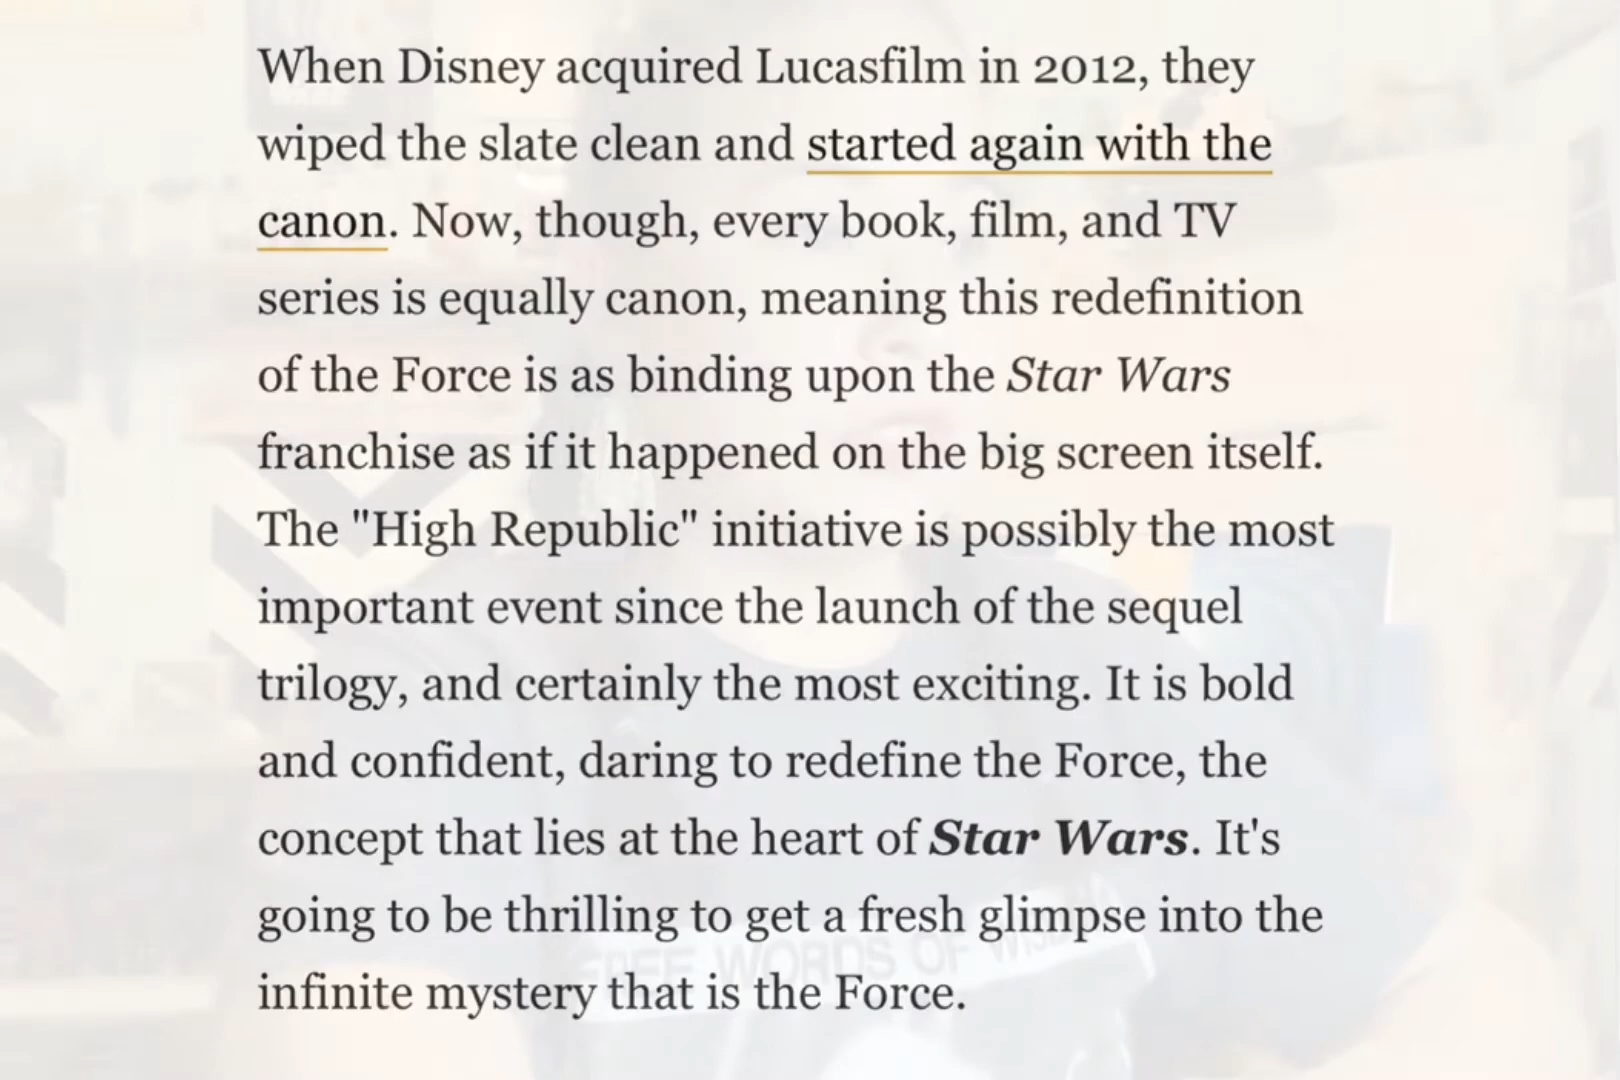 When Disney acquired Lucasfilm in 2012, they
wiped the slate clean and started again with the
canon. Now, though, every book, film, and TV
series is equally canon, meaning this redefinition
of the Force is as binding upon the Star Wars
franchise as if it happened on the big screen itself.
The "High Republic" initiative is possibly the most
important event since the launch of the sequel
trilogy, and certainly the most exciting. It is bold
and confident, daring to redefine the Force, the
concept that lies at the heart of Star Wars. It's
going to be thrilling to get a fresh glimpse into the
infinite mystery that is the Force.
WORDS OF